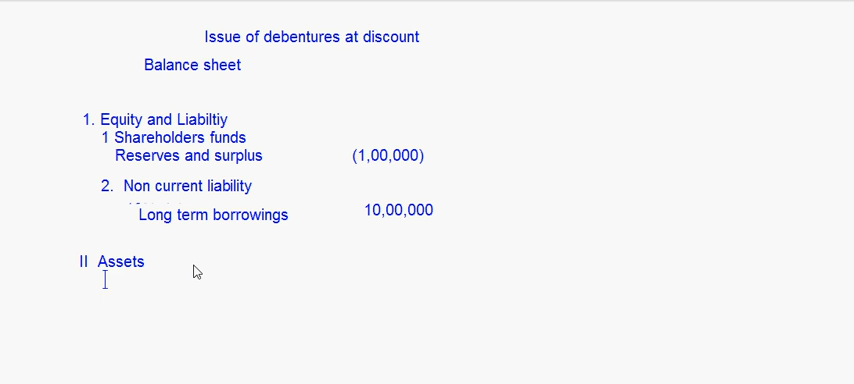 Issue of debentures at discount
Balance sheet
1. Equity and Liabiltiy
1 Shareholders funds
Reserves and surplus (1,00,000)
2. Non current liability
Long term borrowings 10,00,000
II Assets